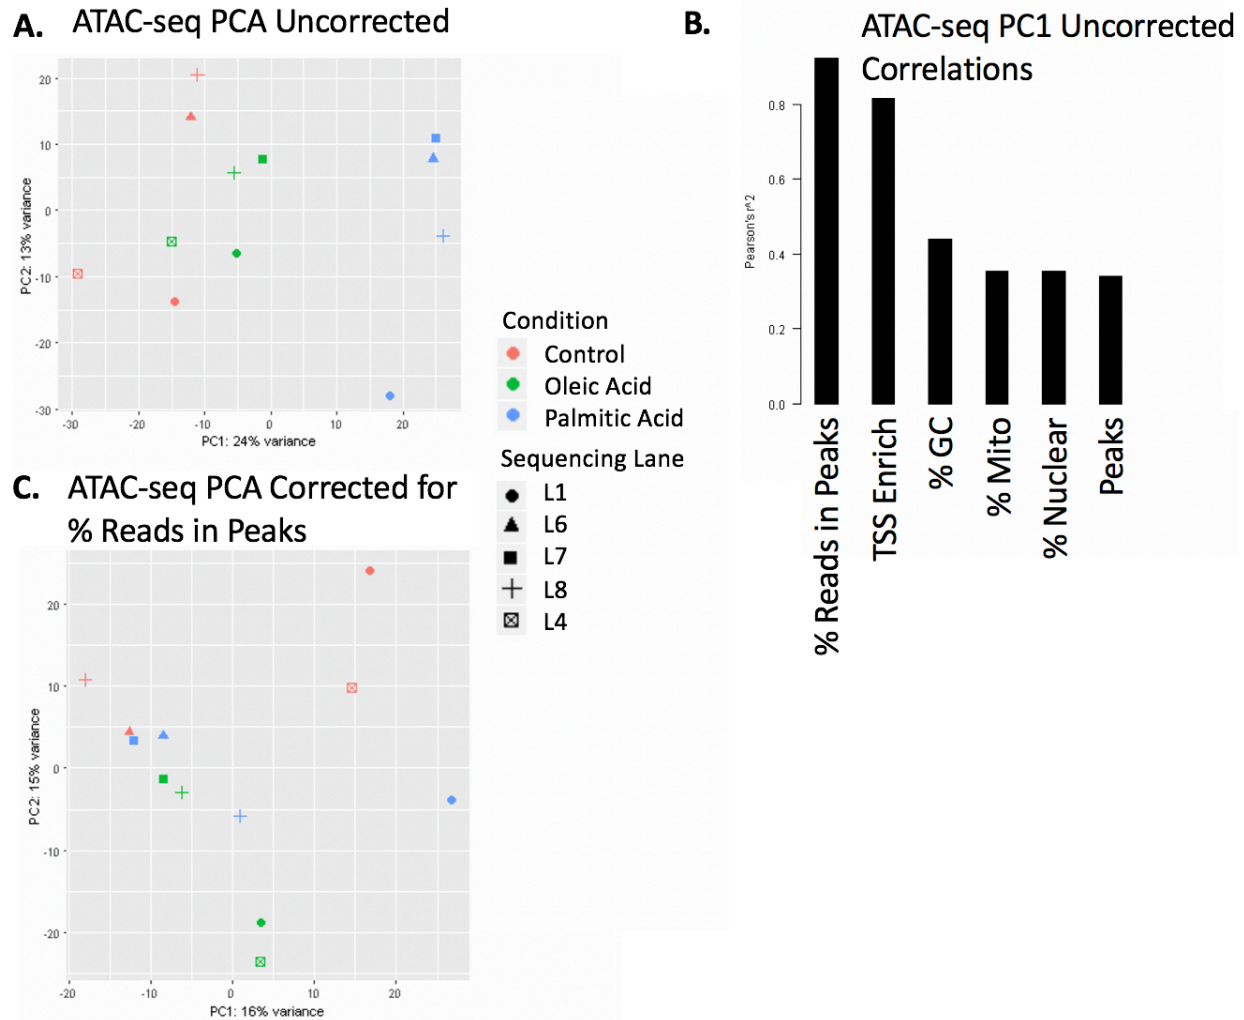 A. ATAC-seq PCA Uncorrected
20
10
0
-10
-20
-30
PC2: 13% variance
-30 -20 -10 0 10 20
PC1: 24% variance
B. ATAC-seq PC1 Uncorrected
Correlations
0.8
0.6
0.4
0.2
0.0
Pearson's r^2
% Reads in Peaks
TSS Enrich
% GC
% Mito
% Nuclear
Peaks
Condition
Control
Oleic Acid
Palmitic Acid
Sequencing Lane
L1
L6
L7
L8
L4
C. ATAC-seq PCA Corrected for
% Reads in Peaks
20
10
0
-10
-20
PC2: 15% variance
-20 -10 0 10 20
PC1: 16% variance